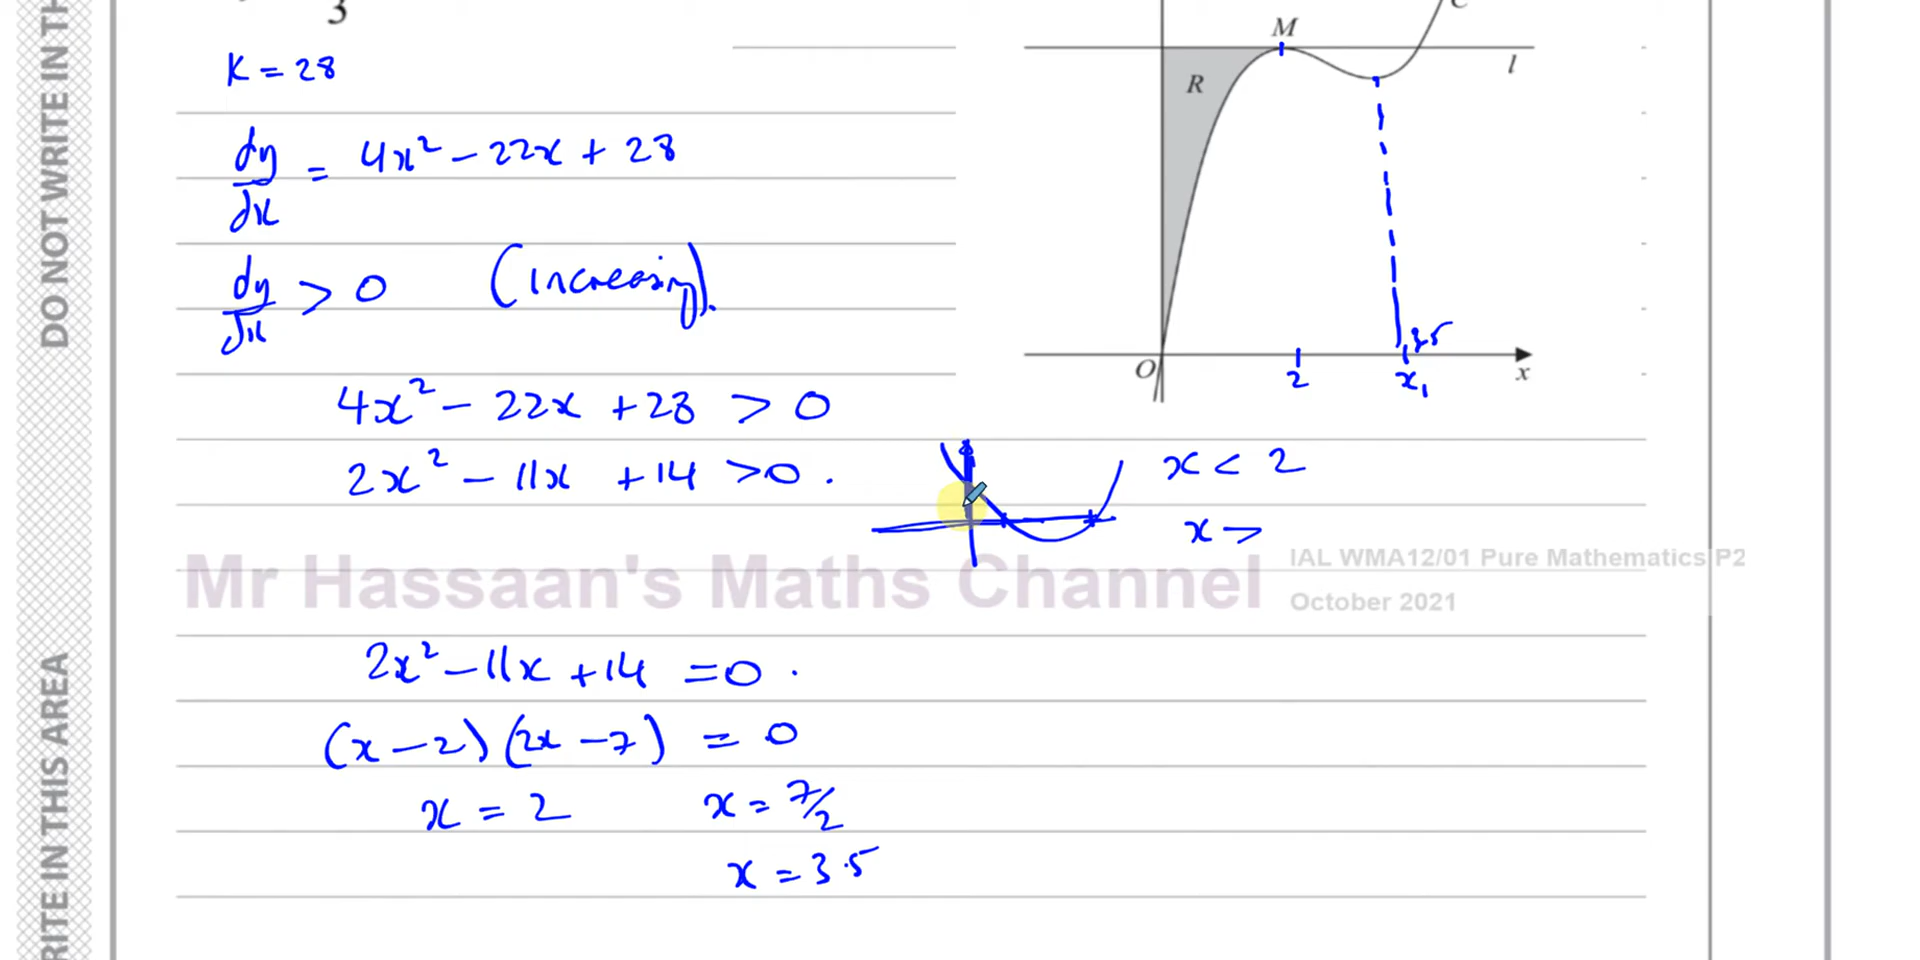 3
K = 28
dy/dx = 4x² - 22x + 28
dy/dx > 0 (increasing).
4x² - 22x + 28 > 0
2x² - 11x + 14 > 0 .
M
C
l
R
O
2
x₁
3.5
x
x < 2
x >
Mr Hassaan's Maths Channel
IAL WMA12/01 Pure Mathematics P2
October 2021
2x² - 11x + 14 = 0 .
(x - 2)(2x - 7) = 0
x = 2 x = 7/2
x = 3.5
DO NOT WRITE IN TH
RITE IN THIS AREA